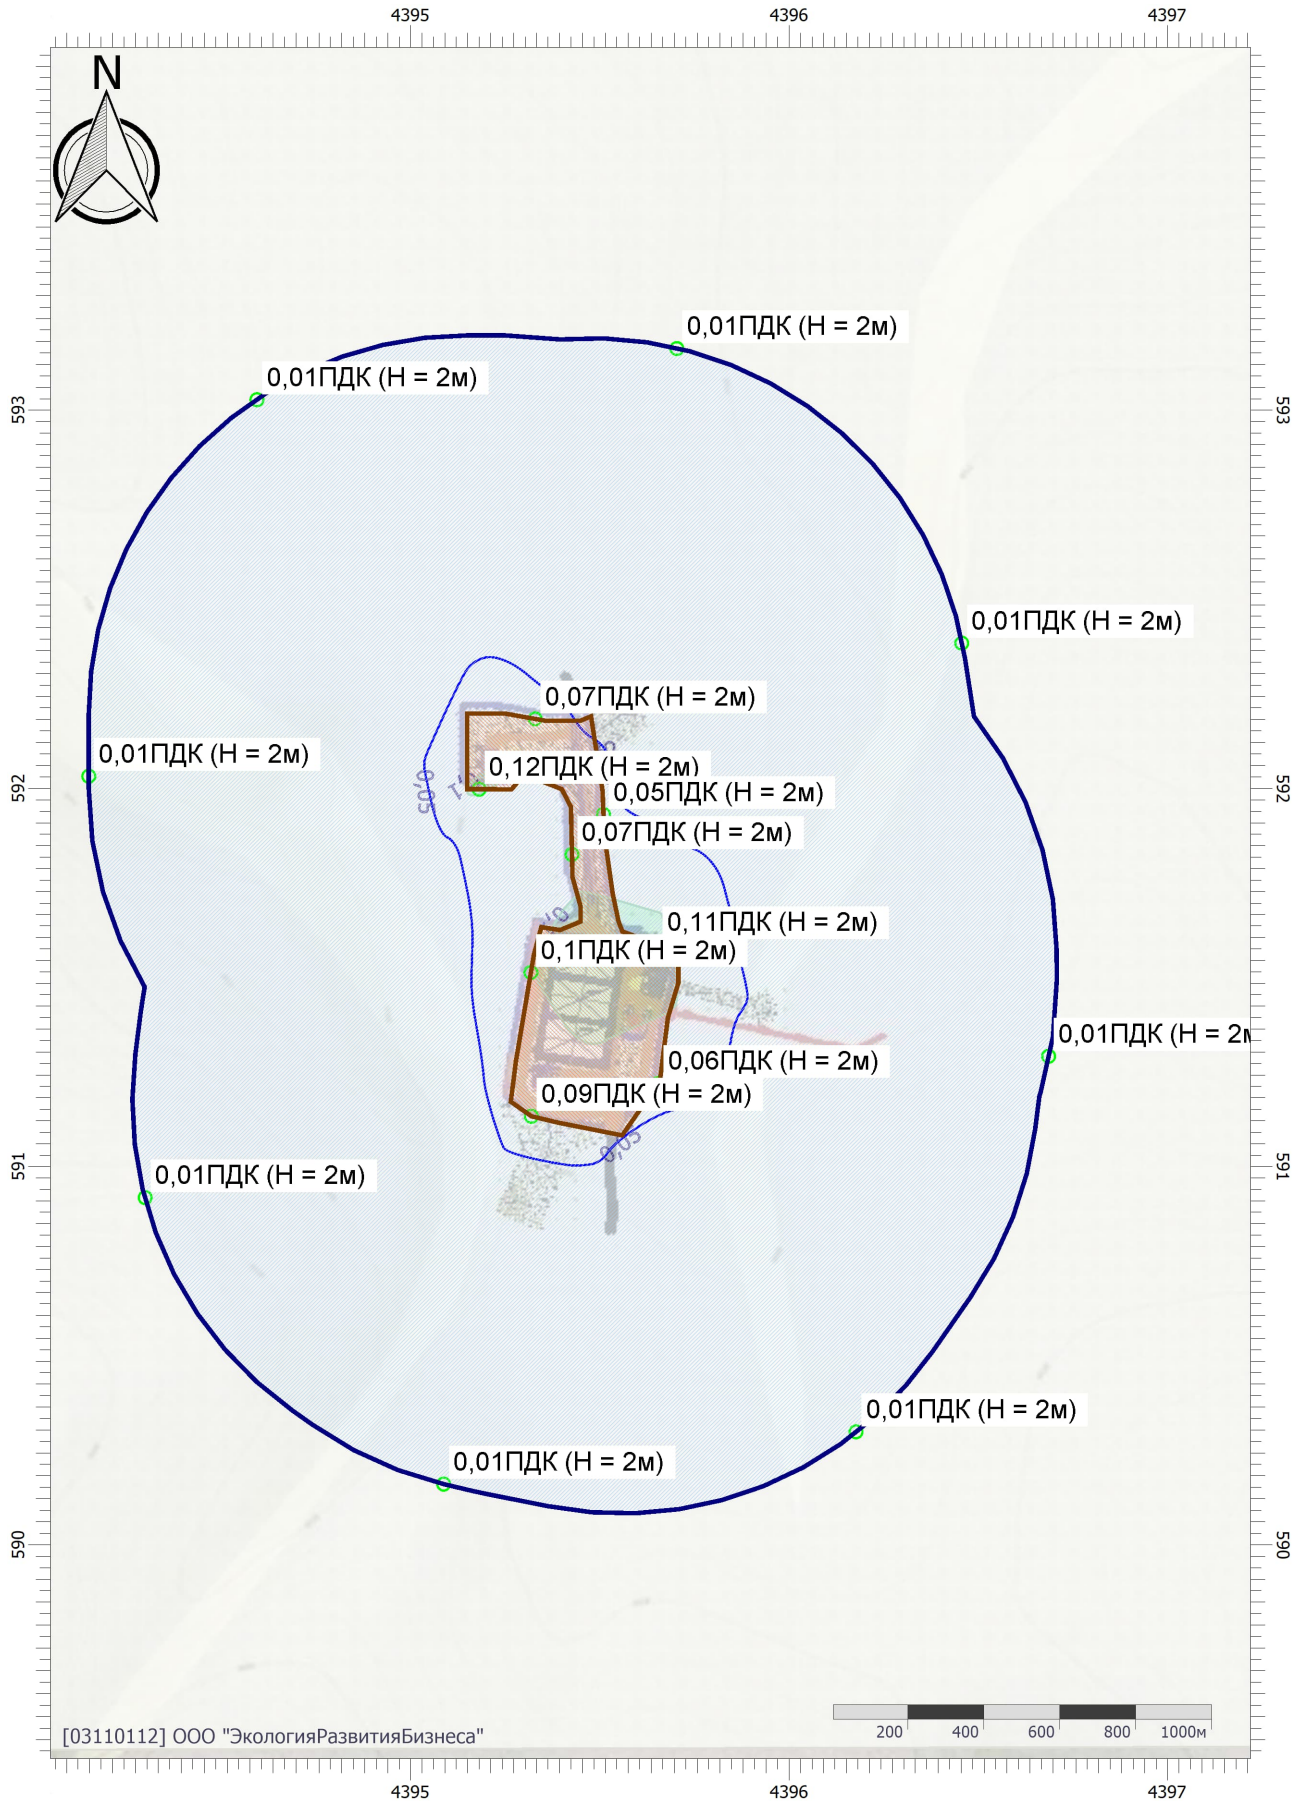 4395 4396 4397
N
0,01ПДК (Н = 2м)
0,01ПДК (Н = 2м)
593 593
0,01ПДК (Н = 2м)
0,07ПДК (Н = 2м)
0,01ПДК (Н = 2м)
0,12ПДК (Н = 2м)
592 592
0,05
0,05ПДК (Н = 2м)
0,07ПДК (Н = 2м)
0,11ПДК (Н = 2м)
0,1ПДК (Н = 2м)
0,01ПДК (Н = 2м
0,06ПДК (Н = 2м)
0,09ПДК (Н = 2м)
0,05
591 591
0,01ПДК (Н = 2м)
0,01ПДК (Н = 2м)
0,01ПДК (Н = 2м)
590 590
200 400 600 800 1000м
[03110112] ООО "ЭкологияРазвитияБизнеса"
4395 4396 4397